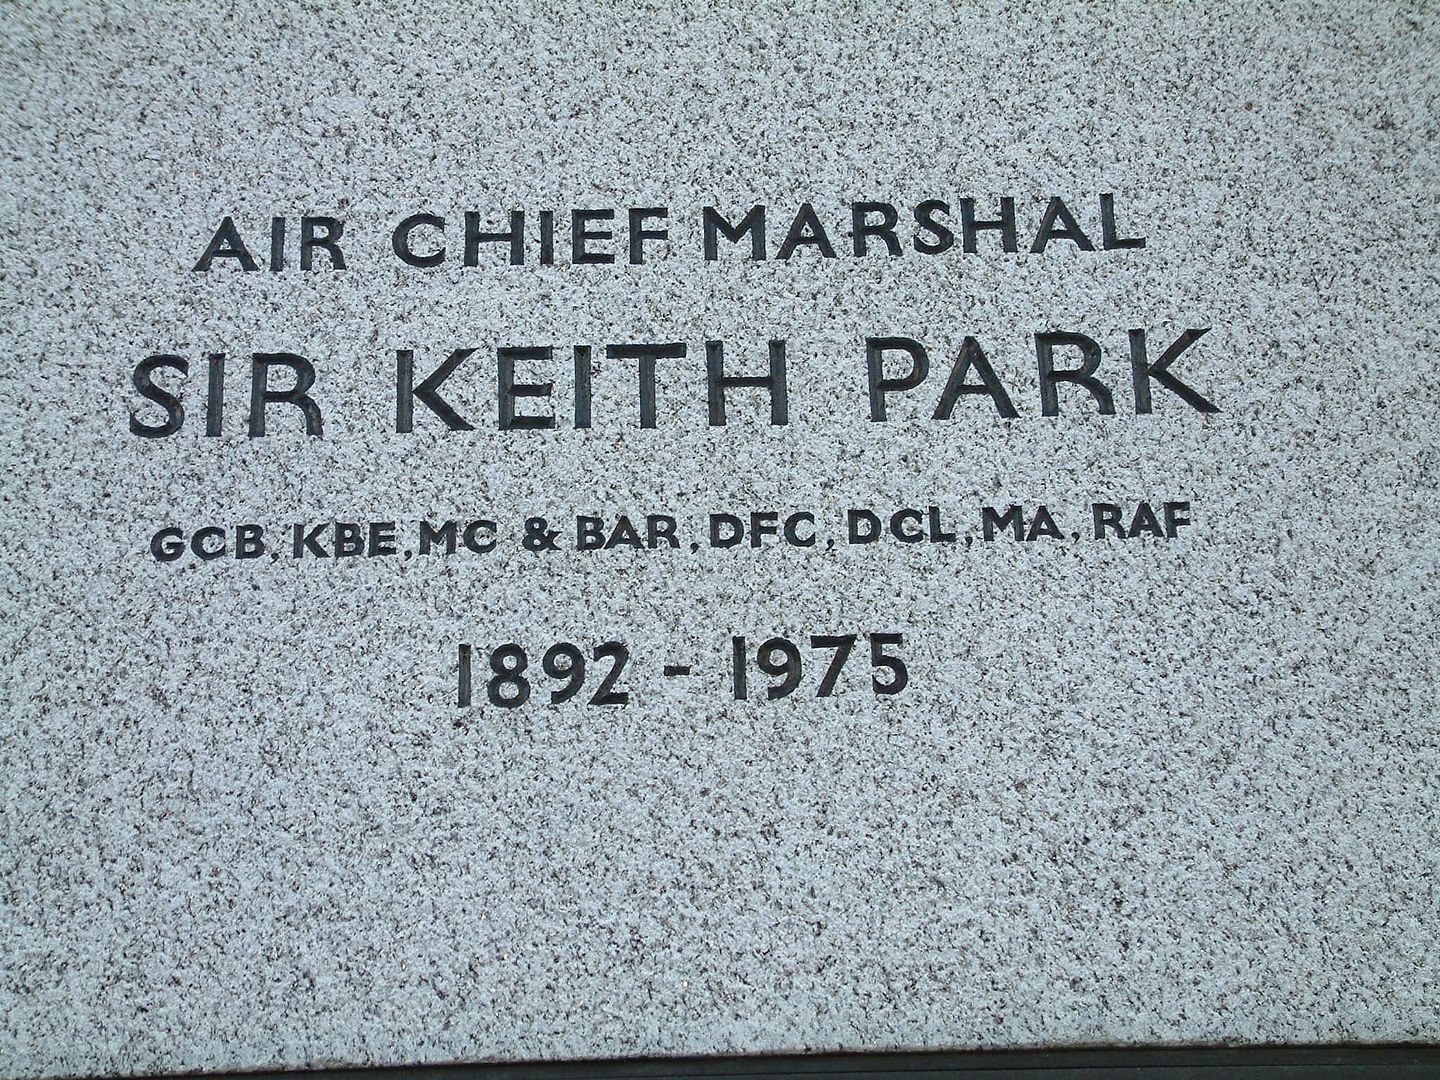 AIR CHIEF MARSHAL
SIR KEITH PARK
GCB, KBE, MC & BAR, DFC, DCL, MA, RAF
1892 - 1975